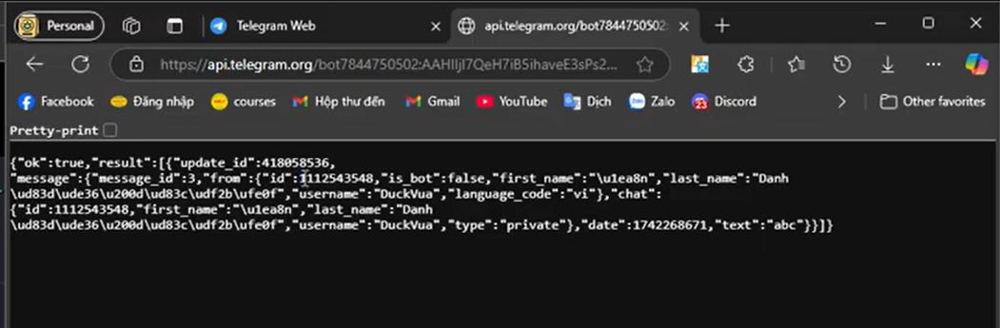 Personal
Telegram Web
api.telegram.org/bot7844750502:
https://api.telegram.org/bot7844750502:AAHIIjI7QeH7iB5ihaveE3sPs2...
Facebook Đăng nhập courses Hộp thư đến Gmail YouTube Dịch Zalo Discord Other favorites
Pretty-print
{"ok":true,"result":[{"update_id":418058536,
"message":{"message_id":3,"from":{"id":1112543548,"is_bot":false,"first_name":"\u1ea8n","last_name":"Danh
\ud83d\ude36\u200d\ud83c\udf2b\ufe0f","username":"DuckVua","language_code":"vi"},"chat":
{"id":1112543548,"first_name":"\u1ea8n","last_name":"Danh
\ud83d\ude36\u200d\ud83c\udf2b\ufe0f","username":"DuckVua","type":"private"},"date":1742268671,"text":"abc"}}]}